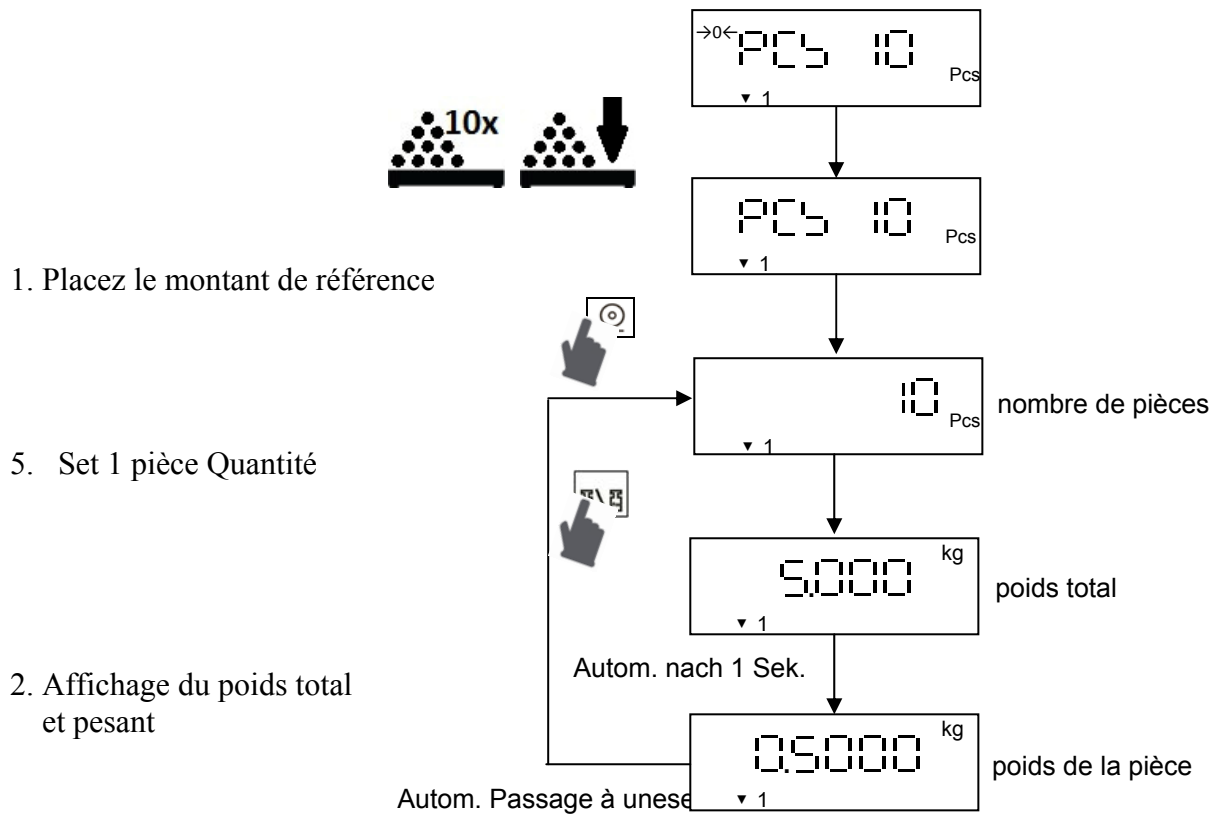 →0←
PCs 10
Pcs
▼ 1
10x
PCs 10
Pcs
▼ 1
1. Placez le montant de référence
10
Pcs
▼ 1
nombre de pièces
5. Set 1 pièce Quantité
5.000
kg
▼ 1
poids total
Autom. nach 1 Sek.
2. Affichage du poids total
et pesant
0.5000
kg
▼ 1
poids de la pièce
Autom. Passage à unese